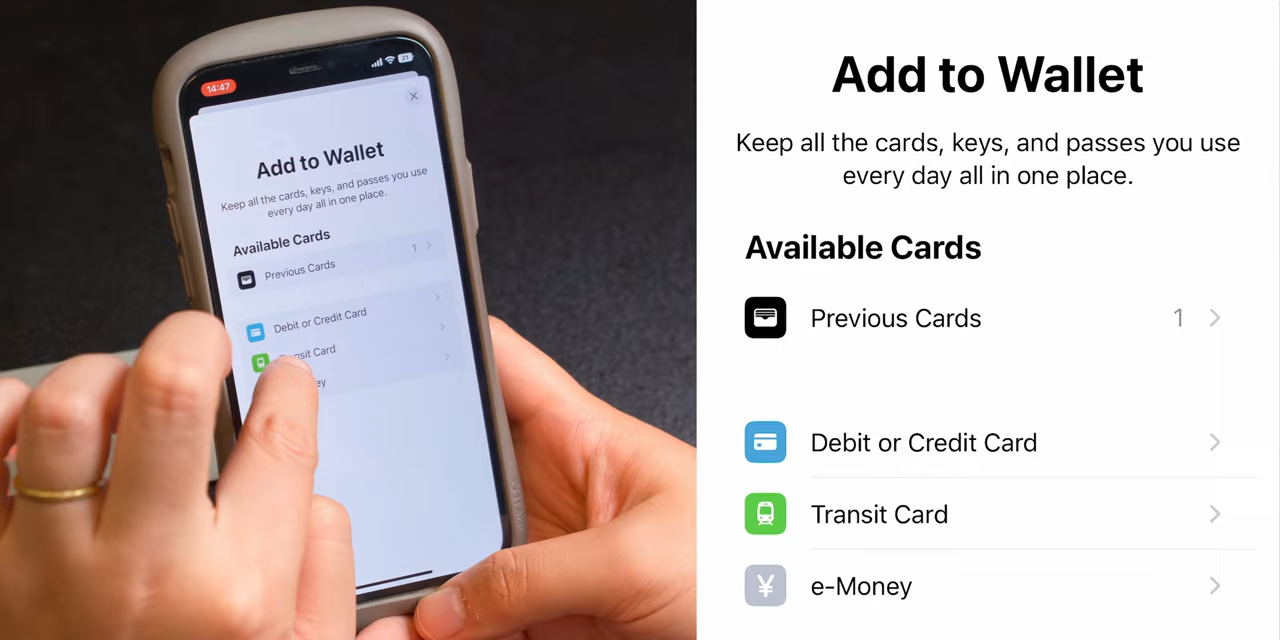 14:47
21
Add to Wallet
Keep all the cards, keys, and passes you use
every day all in one place.
Available Cards
Previous Cards 1
Debit or Credit Card
Transit Card
ey
Add to Wallet
Keep all the cards, keys, and passes you use
every day all in one place.
Available Cards
Previous Cards 1
Debit or Credit Card
Transit Card
¥ e-Money